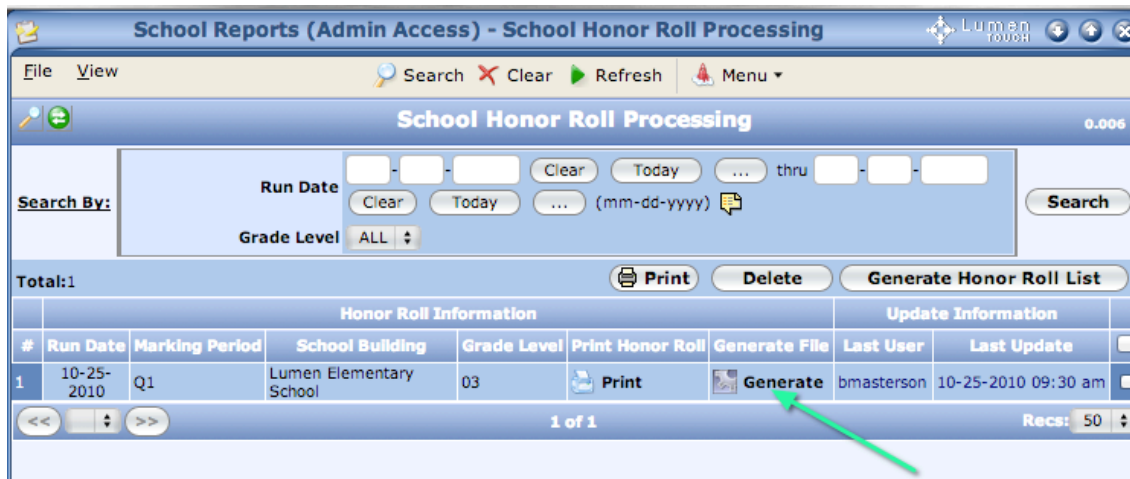 School Reports (Admin Access) - School Honor Roll Processing Lumen TOUCH
File View Search Clear Refresh Menu
School Honor Roll Processing 0.006
Search By: Run Date - - Clear Today ... thru - -
Clear Today ... (mm-dd-yyyy) Search
Grade Level ALL
Total:1 Print Delete Generate Honor Roll List
Honor Roll Information Update Information
# Run Date Marking Period School Building Grade Level Print Honor Roll Generate File Last User Last Update
1 10-25-2010 Q1 Lumen Elementary School 03 Print Generate bmasterson 10-25-2010 09:30 am
<< >> 1 of 1 Recs: 50